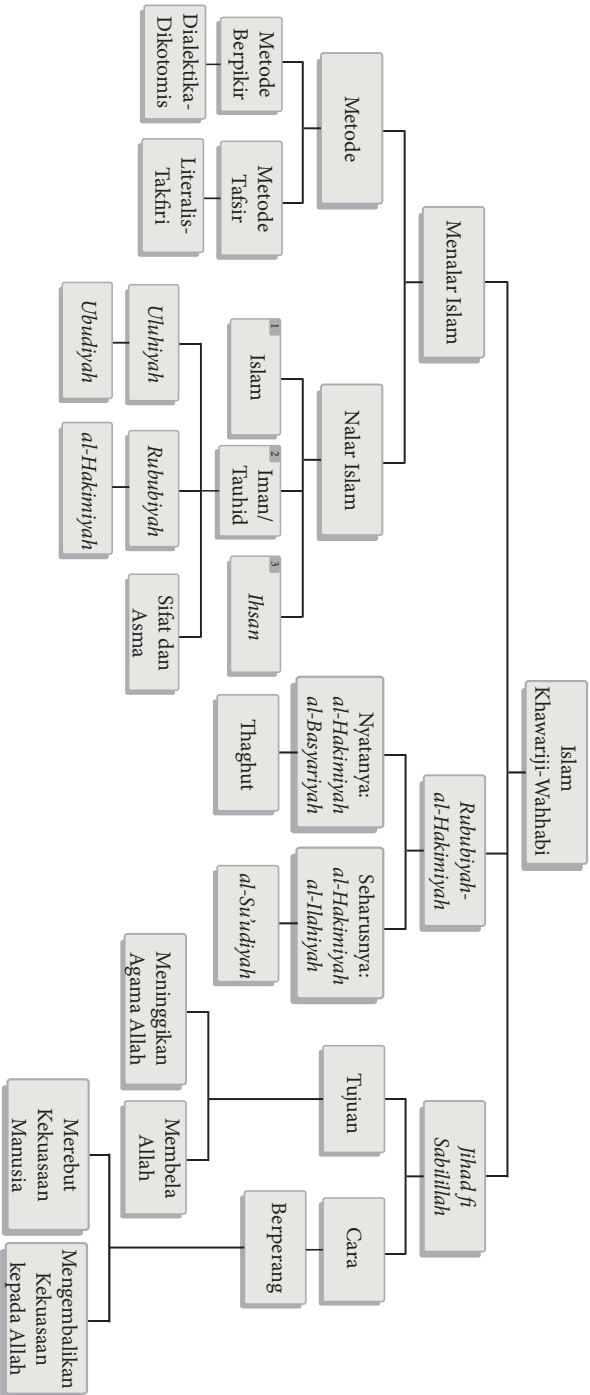 Islam
Khawariji-Wahhabi
Menalar Islam
Rububiyah-
al-Hakimiyah
Jihad fi
Sabilillah
Metode
Nalar Islam
Nyatanya:
al-Hakimiyah
al-Basyariyah
Seharusnya:
al-Hakimiyah
al-Ilahiyah
Tujuan
Cara
Metode
Berpikir
Metode
Tafsir
1
Islam
2
Iman/
Tauhid
3
Ihsan
Thaghut
al-Su'udiyah
Berperang
Dialektika-
Dikotomis
Literalis-
Takfiri
Uluhiyah
Rububiyah
Sifat dan
Asma
Meninggikan
Agama Allah
Membela
Allah
Ubudiyah
al-Hakimiyah
Merebut
Kekuasaan
Manusia
Mengembalikan
Kekuasaan
kepada Allah